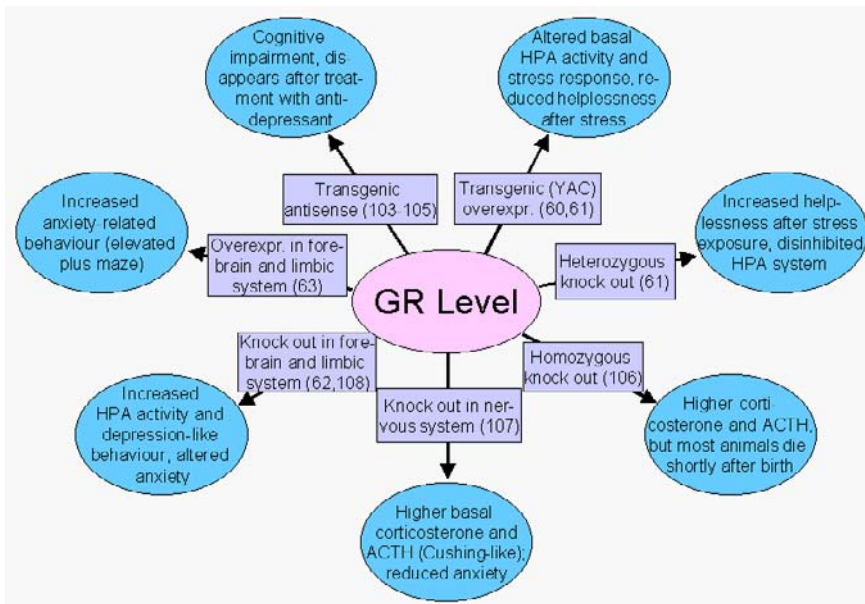 Cognitive
impairment, dis-
appears after treat-
ment with anti-
depressant
Altered basal
HPA activity and
stress response, re-
duced helplessness
after stress
Transgenic
antisense (103-105)
Transgenic (YAC)
overexpr. (60,61)
Increased
anxiety-related
behaviour (elevated
plus maze)
Overexpr. in fore-
brain and limbic
system (63)
Increased help-
lessness after stress
exposure, disinhibited
HPA system
Heterozygous
knock out (61)
GR Level
Knock out in fore-
brain and limbic
system (62,108)
Homozygous
knock out (106)
Knock out in ner-
vous system (107)
Increased
HPA activity and
depression-like
behaviour, altered
anxiety
Higher corti-
costerone and ACTH,
but most animals die
shortly after birth
Higher basal
corticosterone and
ACTH (Cushing-like);
reduced anxiety